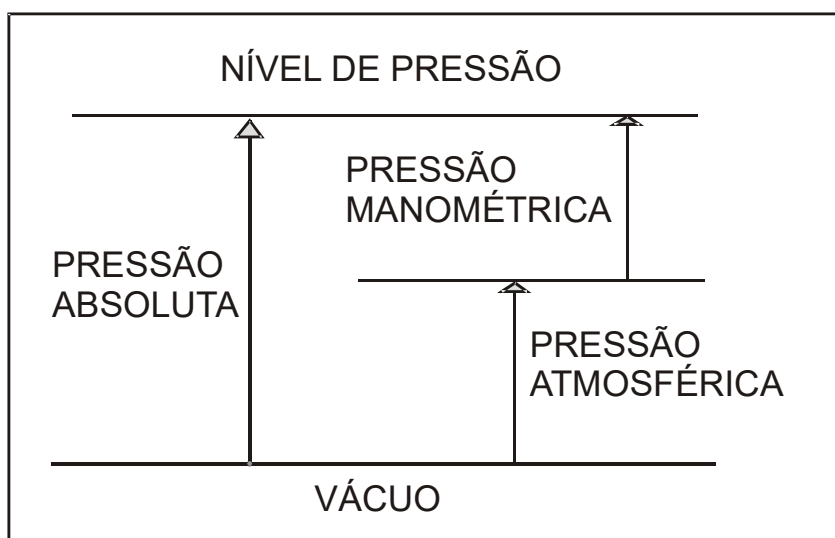 NÍVEL DE PRESSÃO
PRESSÃO
MANOMÉTRICA
PRESSÃO
ABSOLUTA
PRESSÃO
ATMOSFÉRICA
VÁCUO